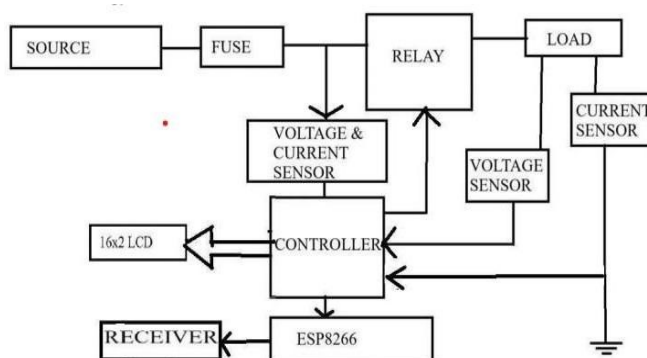 SOURCE
FUSE
RELAY
LOAD
VOLTAGE &
CURRENT
SENSOR
VOLTAGE
SENSOR
CURRENT
SENSOR
16x2 LCD
CONTROLLER
RECEIVER
ESP8266